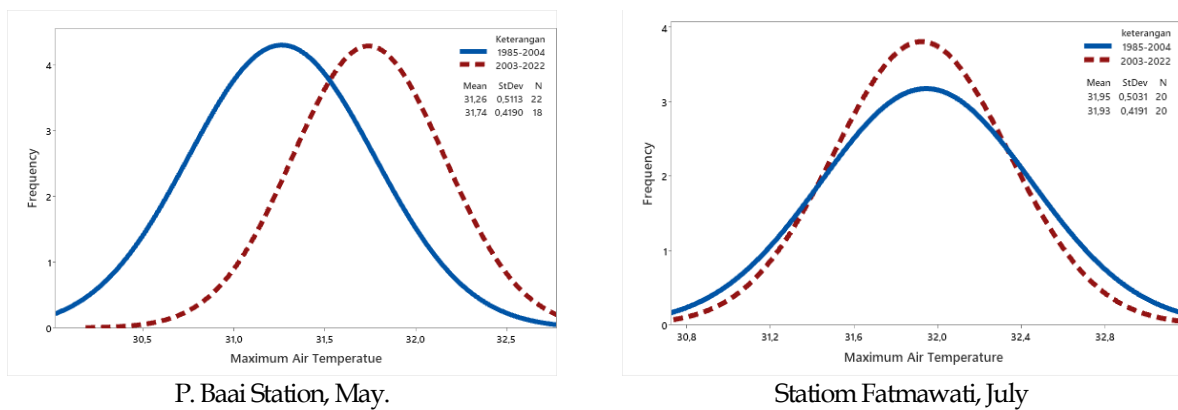 Keterangan
1985-2004
2003-2022
Mean StDev N
31,26 0,5113 22
31,74 0,4190 18
4
3
2
1
0
Frequency
30,5 31,0 31,5 32,0 32,5
Maximum Air Temperatue
P. Baai Station, May.
keterangan
1985-2004
2003-2022
Mean StDev N
31,95 0,5031 20
31,93 0,4191 20
4
3
2
1
0
Frequency
30,8 31,2 31,6 32,0 32,4 32,8
Maximum Air Temperature
Statiom Fatmawati, July